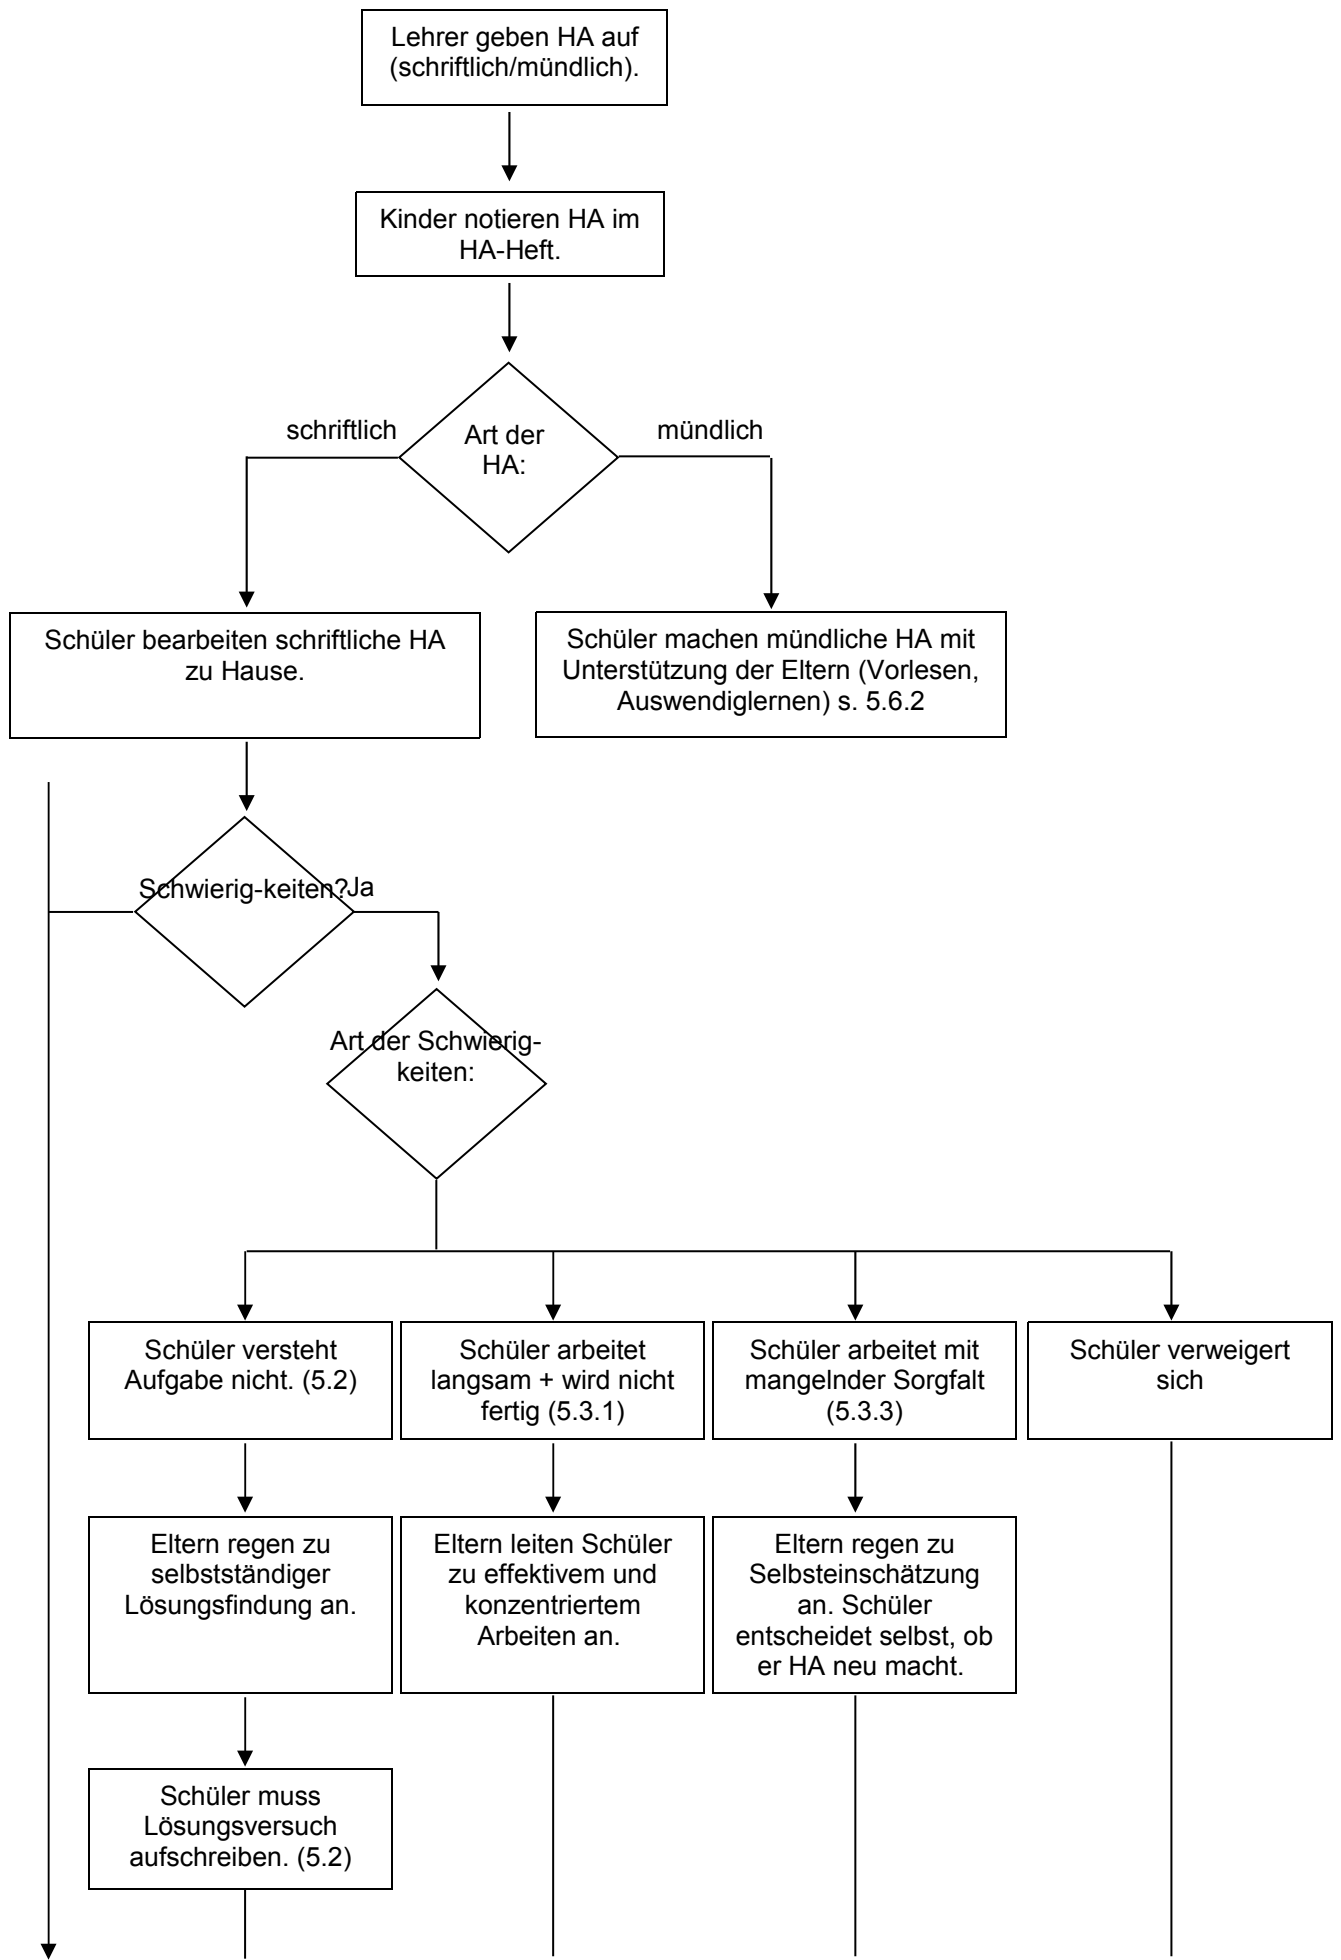 Lehrer geben HA auf
(schriftlich/mündlich).
Kinder notieren HA im
HA-Heft.
schriftlich
Art der
HA:
mündlich
Schüler bearbeiten schriftliche HA
zu Hause.
Schüler machen mündliche HA mit
Unterstützung der Eltern (Vorlesen,
Auswendiglernen) s. 5.6.2
Schwierig-keiten?Ja
Art der Schwierig-
keiten:
Schüler versteht
Aufgabe nicht. (5.2)
Schüler arbeitet
langsam + wird nicht
fertig (5.3.1)
Schüler arbeitet mit
mangelnder Sorgfalt
(5.3.3)
Schüler verweigert
sich
Eltern regen zu
selbstständiger
Lösungsfindung an.
Eltern leiten Schüler
zu effektivem und
konzentriertem
Arbeiten an.
Eltern regen zu
Selbsteinschätzung
an. Schüler
entscheidet selbst, ob
er HA neu macht.
Schüler muss
Lösungsversuch
aufschreiben. (5.2)